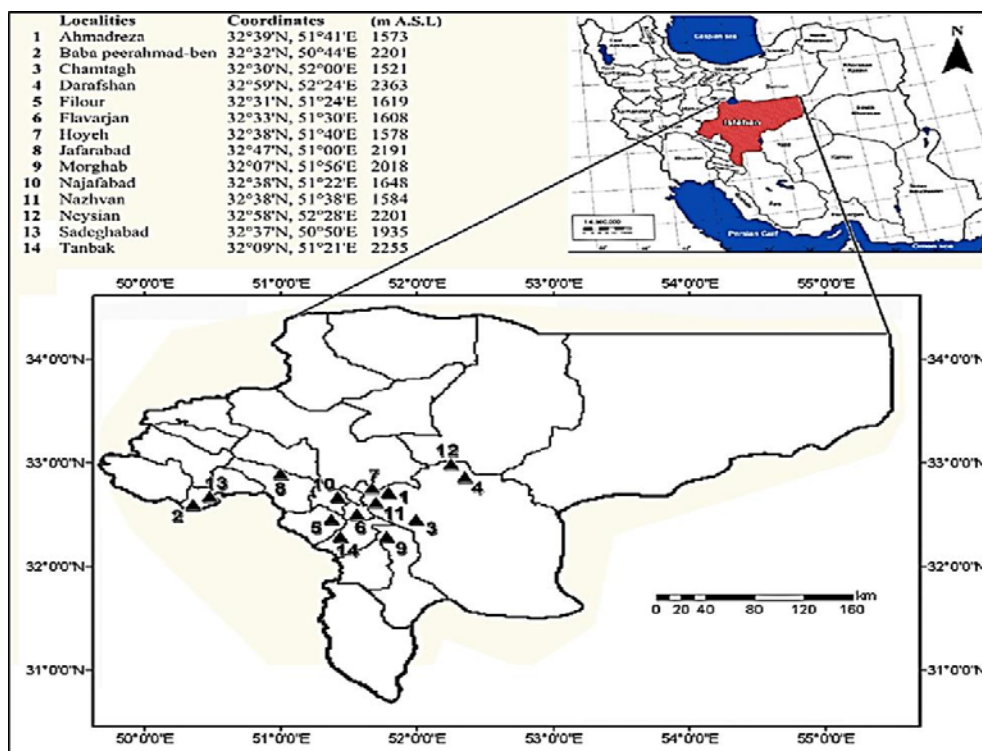 Localities Coordinates (m A.S.L)
1 Ahmadreza 32°39'N, 51°41'E 1573
2 Baba peerahmad-ben 32°32'N, 50°44'E 2201
3 Chamtagh 32°30'N, 52°00'E 1521
4 Darafshan 32°59'N, 52°24'E 2363
5 Filour 32°31'N, 51°24'E 1619
6 Flavarjan 32°33'N, 51°30'E 1608
7 Hoyeh 32°38'N, 51°40'E 1578
8 Jafarabad 32°47'N, 51°00'E 2191
9 Morghab 32°07'N, 51°56'E 2018
10 Najafabad 32°38'N, 51°22'E 1648
11 Nazhvan 32°38'N, 51°38'E 1584
12 Neysian 32°58'N, 52°28'E 2201
13 Sadeghabad 32°37'N, 50°50'E 1935
14 Tanbak 32°09'N, 51°21'E 2255
Caspian sea
N
Isfahan
Yazd
Kerman
Fars
Persian Gulf
Oman sea
50°0'0"E 51°0'0"E 52°0'0"E 53°0'0"E 54°0'0"E 55°0'0"E
34°0'0"N 34°0'0"N
12
33°0'0"N 33°0'0"N
13 8 10 7 1 4
2 5 6 11 3
14 9
32°0'0"N 32°0'0"N
0 20 40 80 120 160 km
31°0'0"N 31°0'0"N
50°0'0"E 51°0'0"E 52°0'0"E 53°0'0"E 54°0'0"E 55°0'0"E